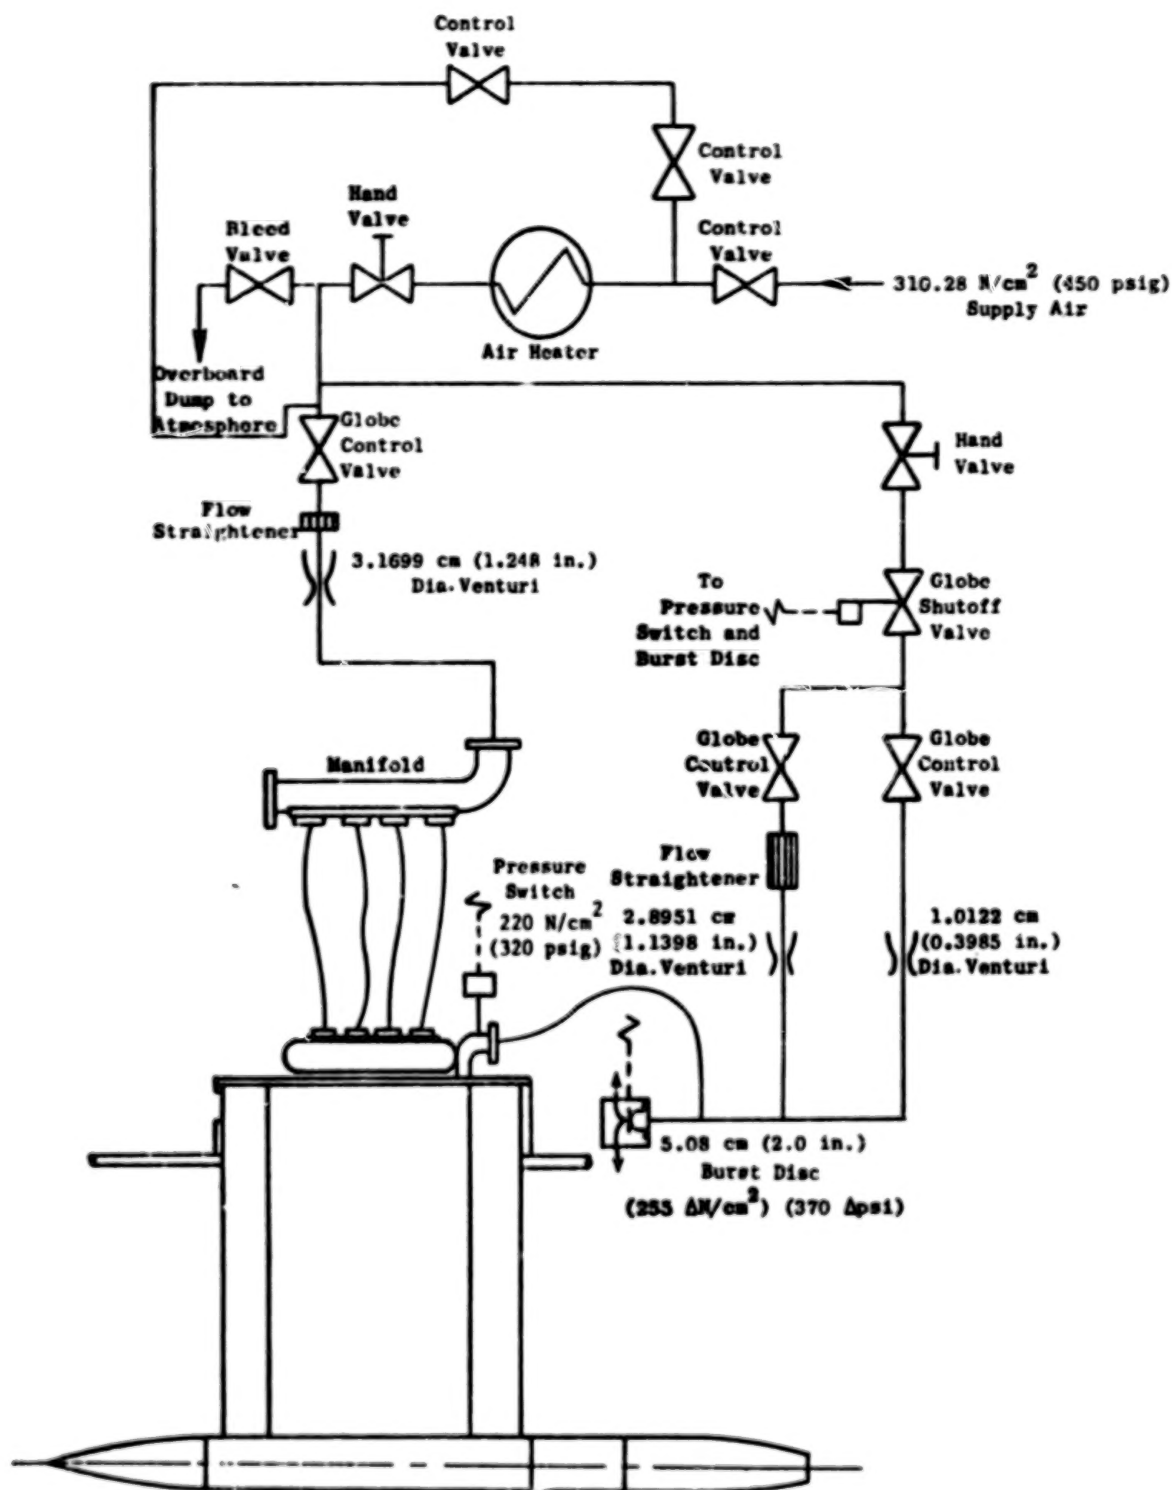 Control
Valve
Control
Valve
Hand
Valve
Bleed
Valve
Control
Valve
310.28 N/cm² (450 psig)
Supply Air
Air Heater
Overboard
Dump to
Atmosphere
Globe
Control
Valve
Hand
Valve
Flow
Straightener
3.1699 cm (1.248 in.)
Dia.Venturi
To
Pressure
Switch and
Burst Disc
Globe
Shutoff
Valve
Manifold
Globe
Control
Valve
Globe
Control
Valve
Flow
Straightener
Pressure
Switch
220 N/cm²
(320 psig)
2.8951 cm
(1.1398 in.)
Dia.Venturi
1.0122 cm
(0.3985 in.)
Dia.Venturi
5.08 cm (2.0 in.)
Burst Disc
(255 ΔN/cm²) (370 Δpsi)